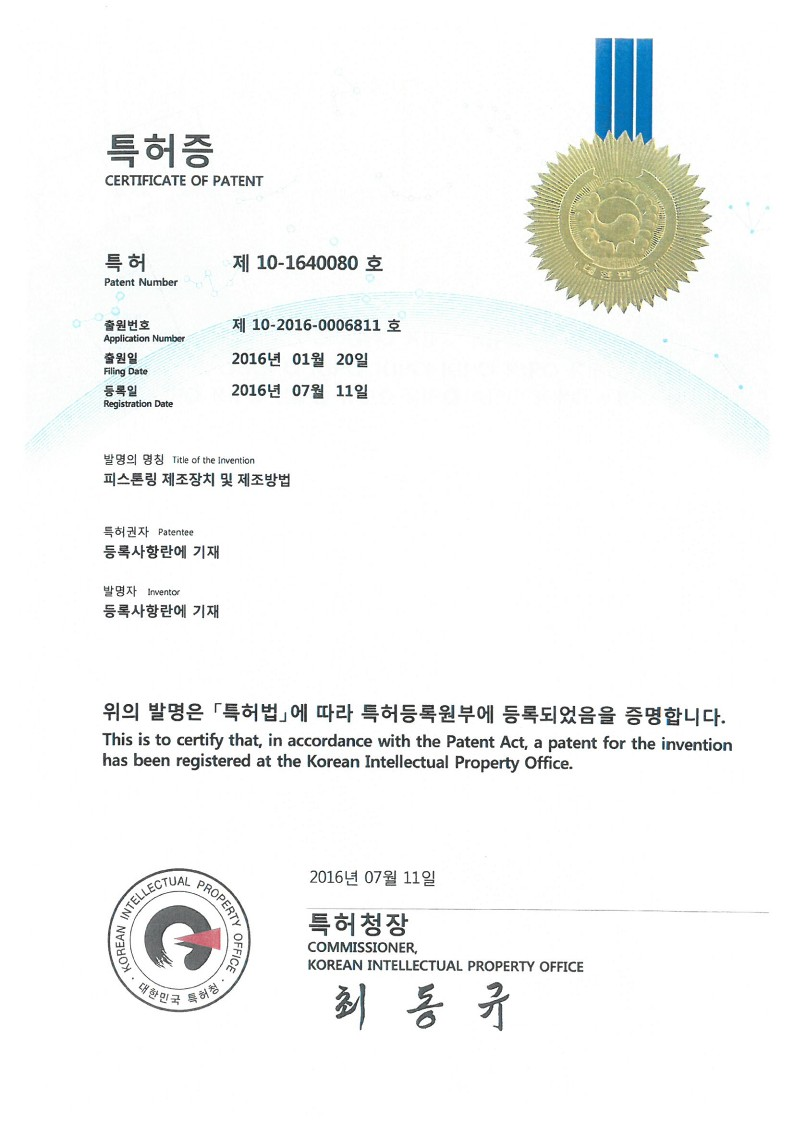 특허증
CERTIFICATE OF PATENT
대한민국
특허 제 10-1640080 호
Patent Number
출원번호 제 10-2016-0006811 호
Application Number
출원일 2016년 01월 20일
Filing Date
등록일 2016년 07월 11일
Registration Date
발명의 명칭 Title of the Invention
피스톤링 제조장치 및 제조방법
특허권자 Patentee
등록사항란에 기재
발명자 Inventor
등록사항란에 기재
위의 발명은 「특허법」에 따라 특허등록원부에 등록되었음을 증명합니다.
This is to certify that, in accordance with the Patent Act, a patent for the invention
has been registered at the Korean Intellectual Property Office.
2016년 07월 11일
특허청장
COMMISSIONER,
KOREAN INTELLECTUAL PROPERTY OFFICE
최동규
KOREAN INTELLECTUAL PROPERTY OFFICE
· 대한민국 특허청 ·